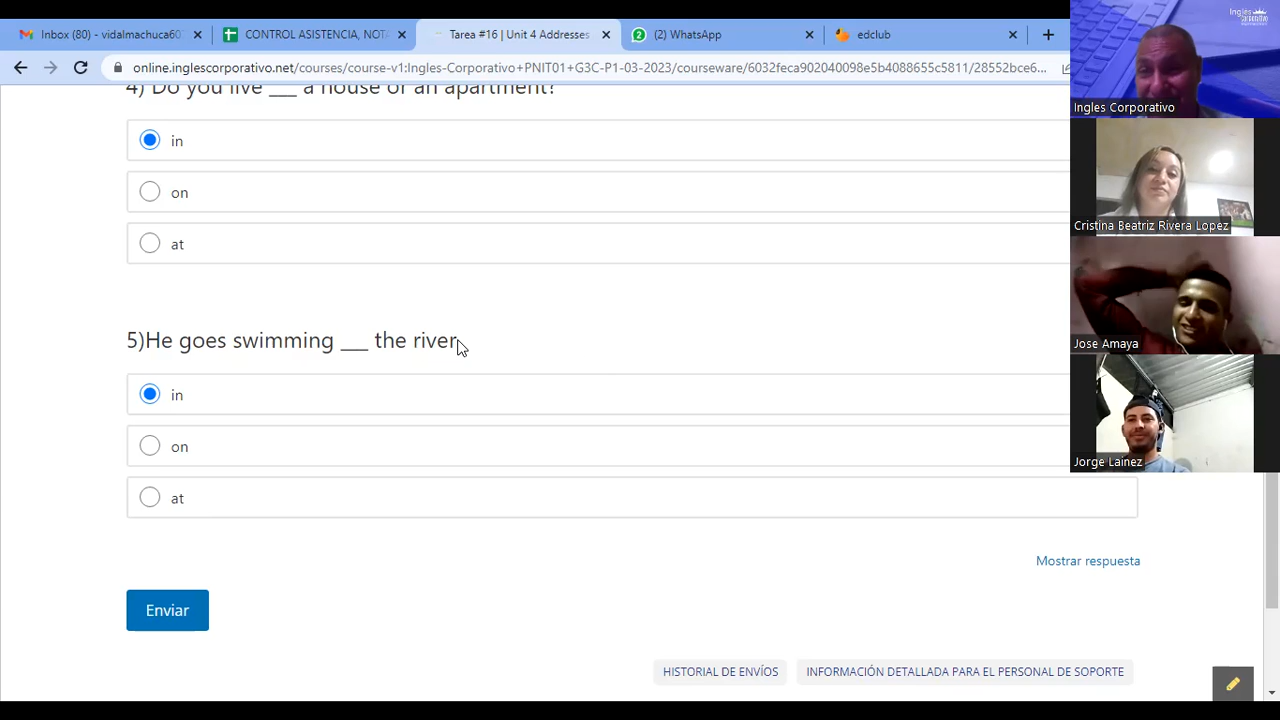 Inbox (80) - vidalmachuca60
CONTROL ASISTENCIA, NOT
Tarea #16 | Unit 4 Addresses
(2) WhatsApp
edclub
online.inglescorporativo.net/courses/course-v1:Ingles-Corporativo+PNIT01+G3C-P1-03-2023/courseware/6032feca902040098e5b4088655c5811/28552bce6...
4) Do you live ___ a house or an apartment?
in
on
at
5)He goes swimming ___ the river.
in
on
at
Mostrar respuesta
Enviar
HISTORIAL DE ENVÍOS
INFORMACIÓN DETALLADA PARA EL PERSONAL DE SOPORTE
Ingles
CORPORATIVO
Ingles Corporativo
Cristina Beatriz Rivera Lopez
Jose Amaya
Jorge Lainez